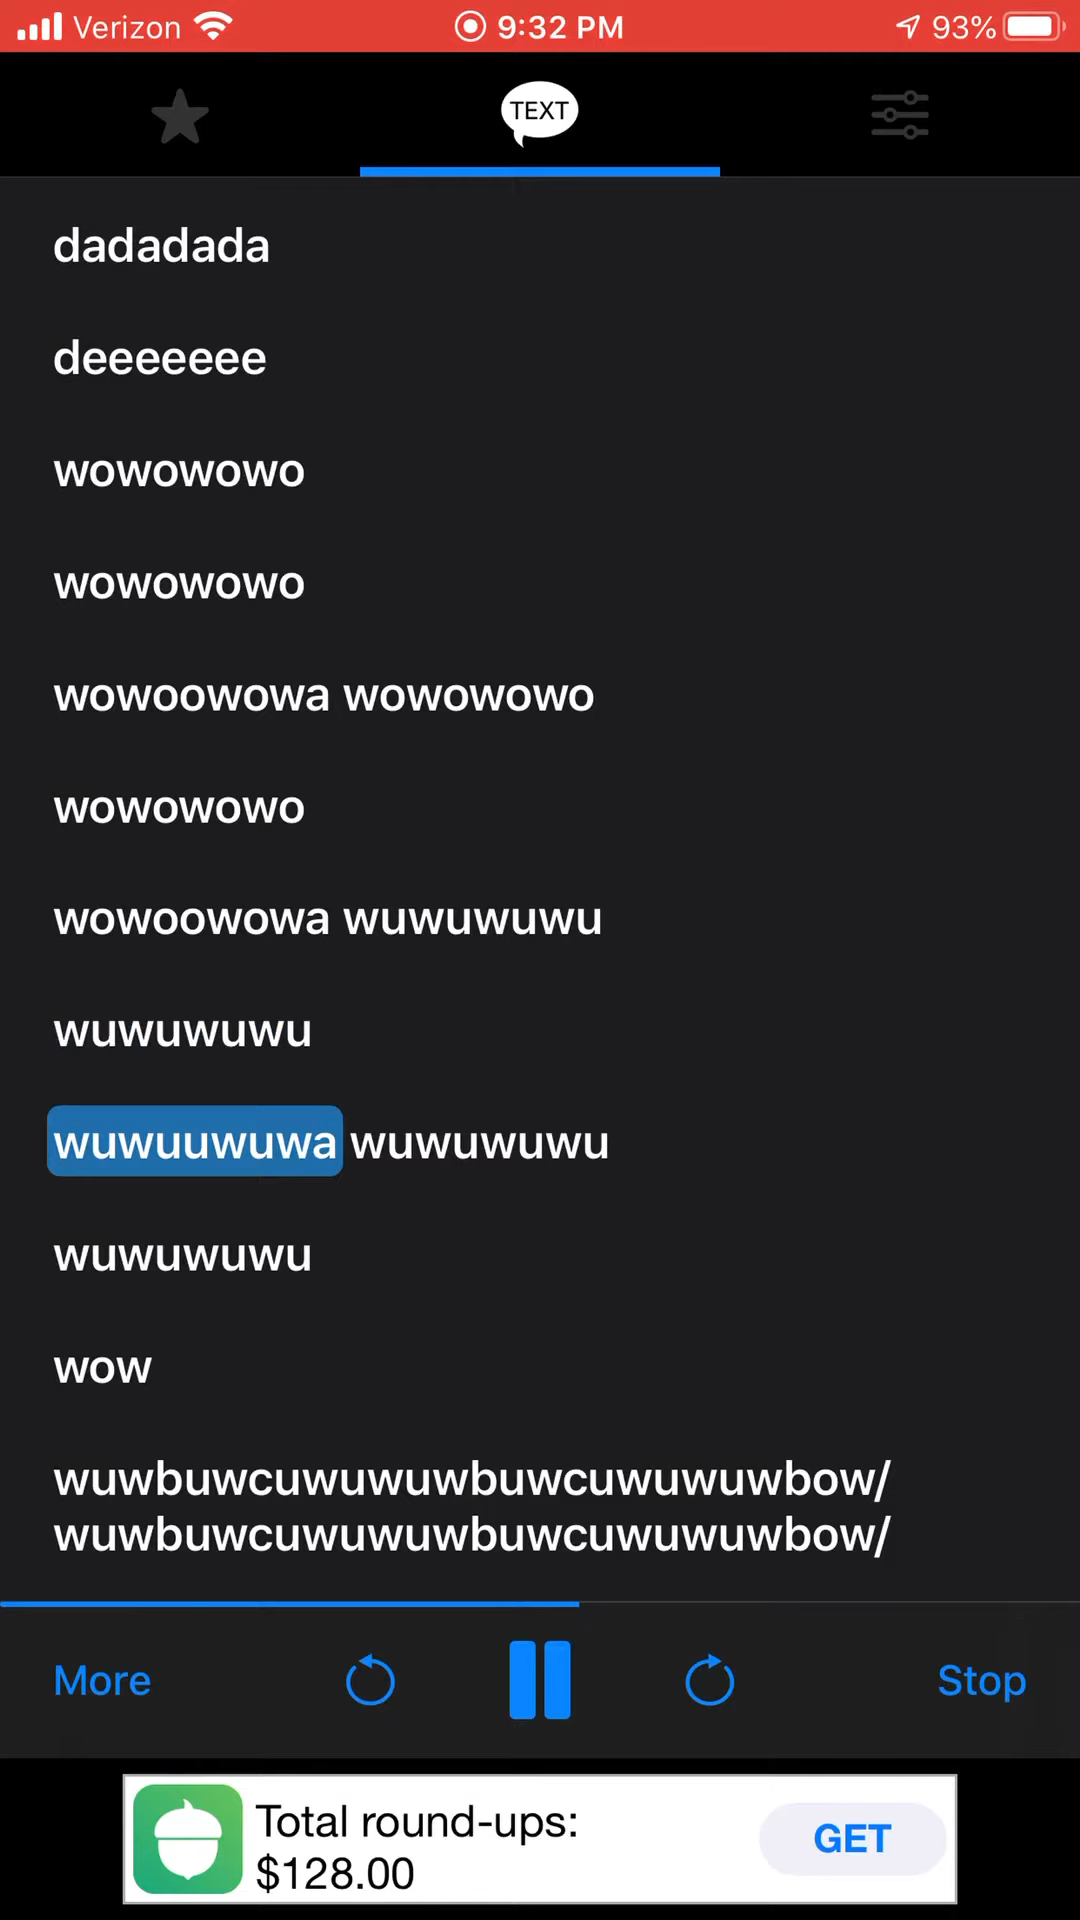 Verizon 9:32 PM 93%
TEXT
dadadada
deeeeeee
wowowowo
wowowowo
wowoowowa wowowowo
wowowowo
wowoowowa wuwuwuwu
wuwuwuwu
wuwuuwuwa wuwuwuwu
wuwuwuwu
wow
wuwbuwcuwuwuwbuwcuwuwuwbow/
wuwbuwcuwuwuwbuwcuwuwuwbow/
More Stop
Total round-ups:
$128.00
GET